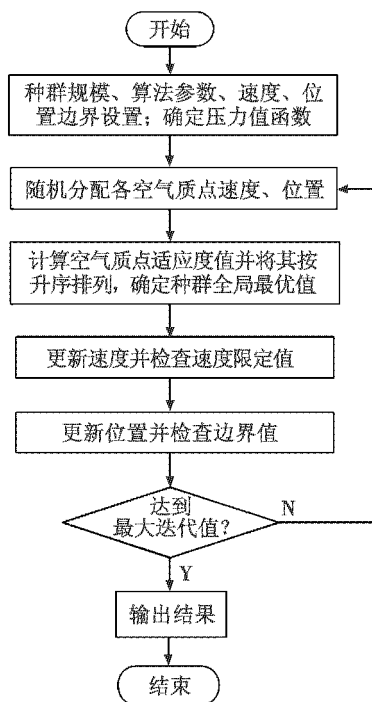 开始
种群规模、算法参数、速度、位
置边界设置；确定压力值函数
随机分配各空气质点速度、位置
计算空气质点适应度值并将其按
升序排列，确定种群全局最优值
更新速度并检查速度限定值
更新位置并检查边界值
达到
最大迭代值？
N
Y
输出结果
结束